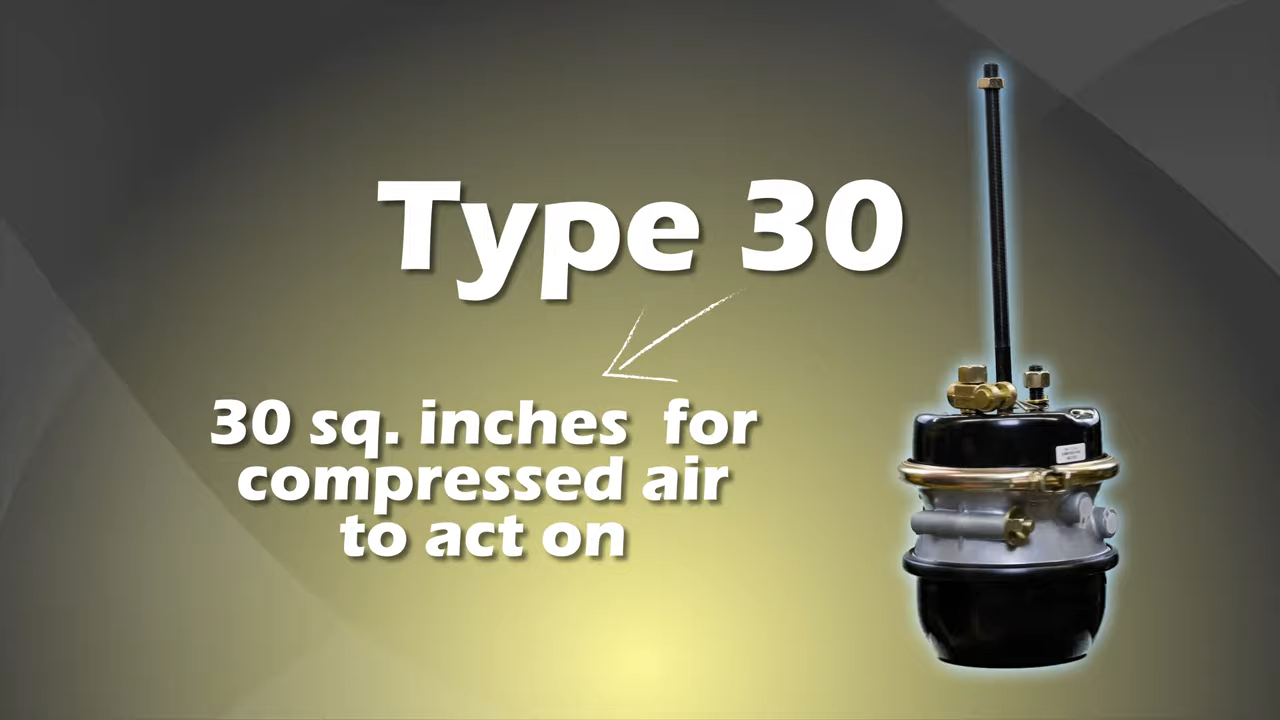 Type 30
30 sq. inches for
compressed air
to act on